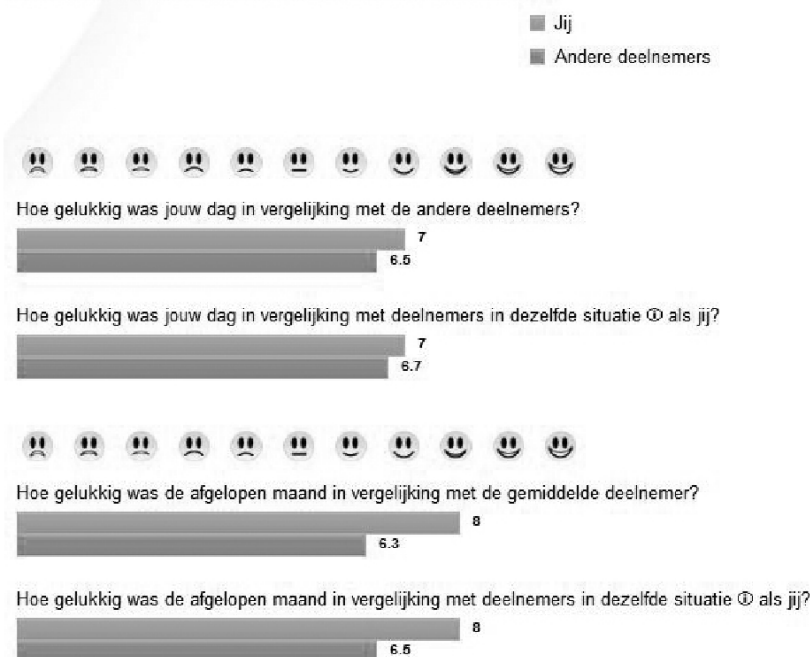 Jij
Andere deelnemers
Hoe gelukkig was jouw dag in vergelijking met de andere deelnemers?
7
6.5
Hoe gelukkig was jouw dag in vergelijking met deelnemers in dezelfde situatie ⓘ als jij?
7
6.7
Hoe gelukkig was de afgelopen maand in vergelijking met de gemiddelde deelnemer?
8
6.3
Hoe gelukkig was de afgelopen maand in vergelijking met deelnemers in dezelfde situatie ⓘ als jij?
8
6.5